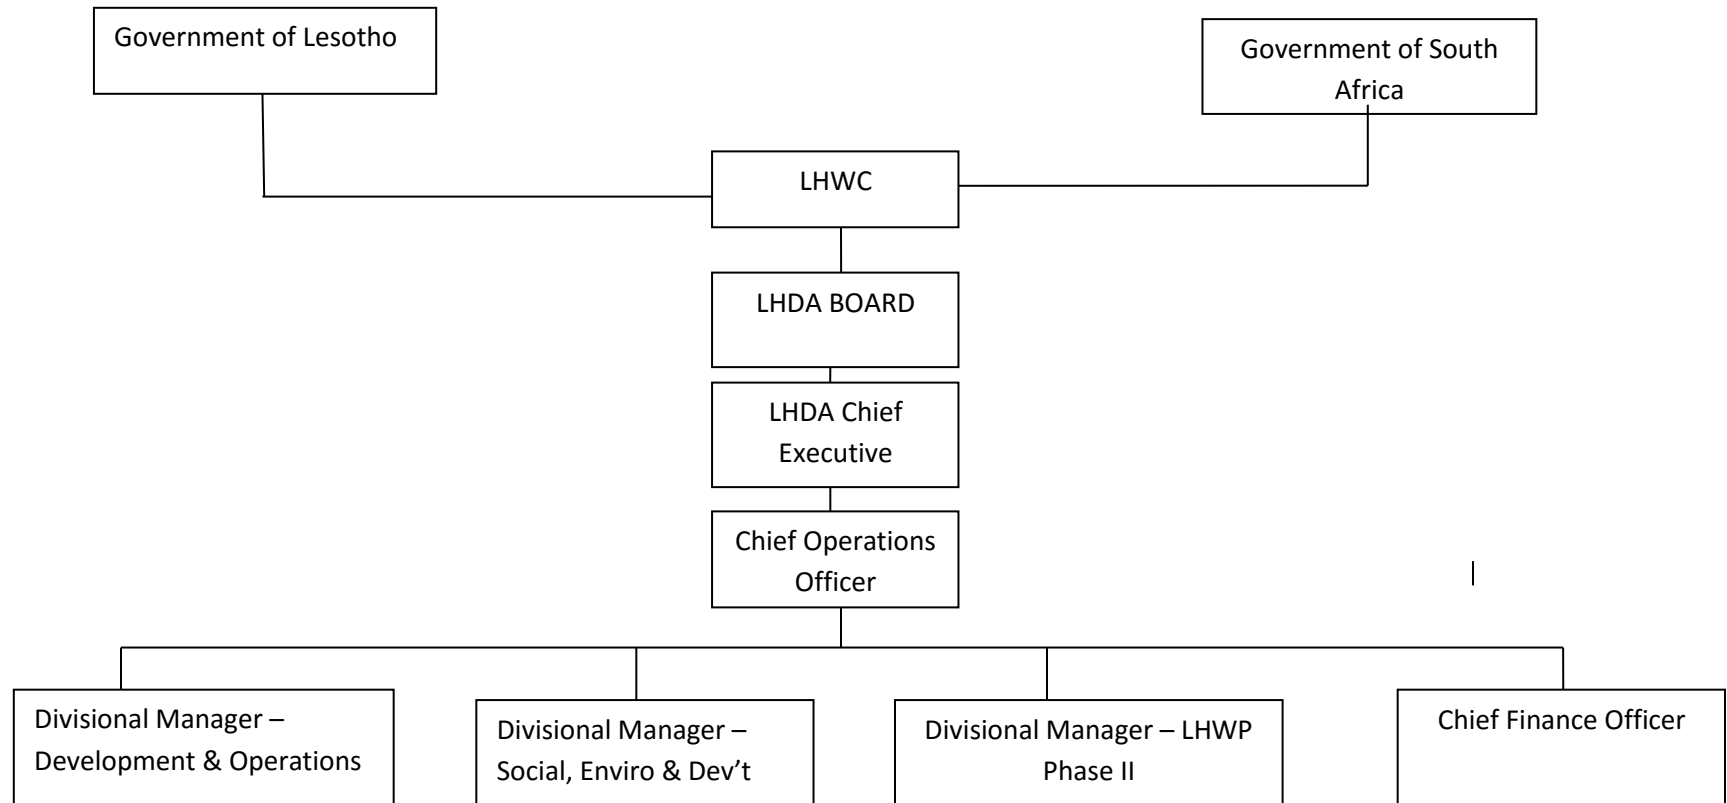 Government of Lesotho
Government of South
Africa
LHWC
LHDA BOARD
LHDA Chief
Executive
Chief Operations
Officer
Divisional Manager –
Development & Operations
Divisional Manager –
Social, Enviro & Dev’t
Divisional Manager – LHWP
Phase II
Chief Finance Officer